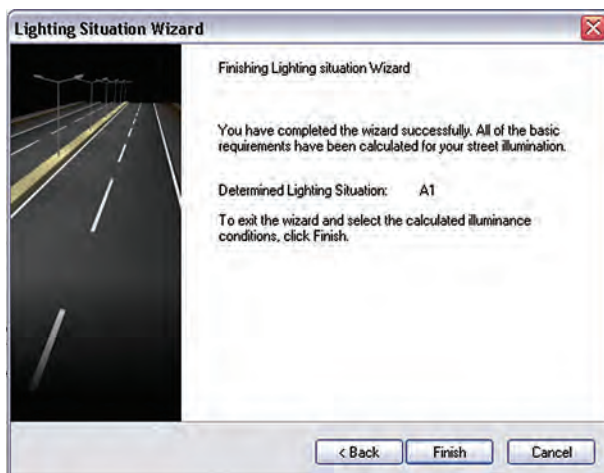 Lighting Situation Wizard
Finishing Lighting situation Wizard
You have completed the wizard successfully. All of the basic
requirements have been calculated for your street illumination.
Determined Lighting Situation: A1
To exit the wizard and select the calculated illuminance
conditions, click Finish.
< Back Finish Cancel